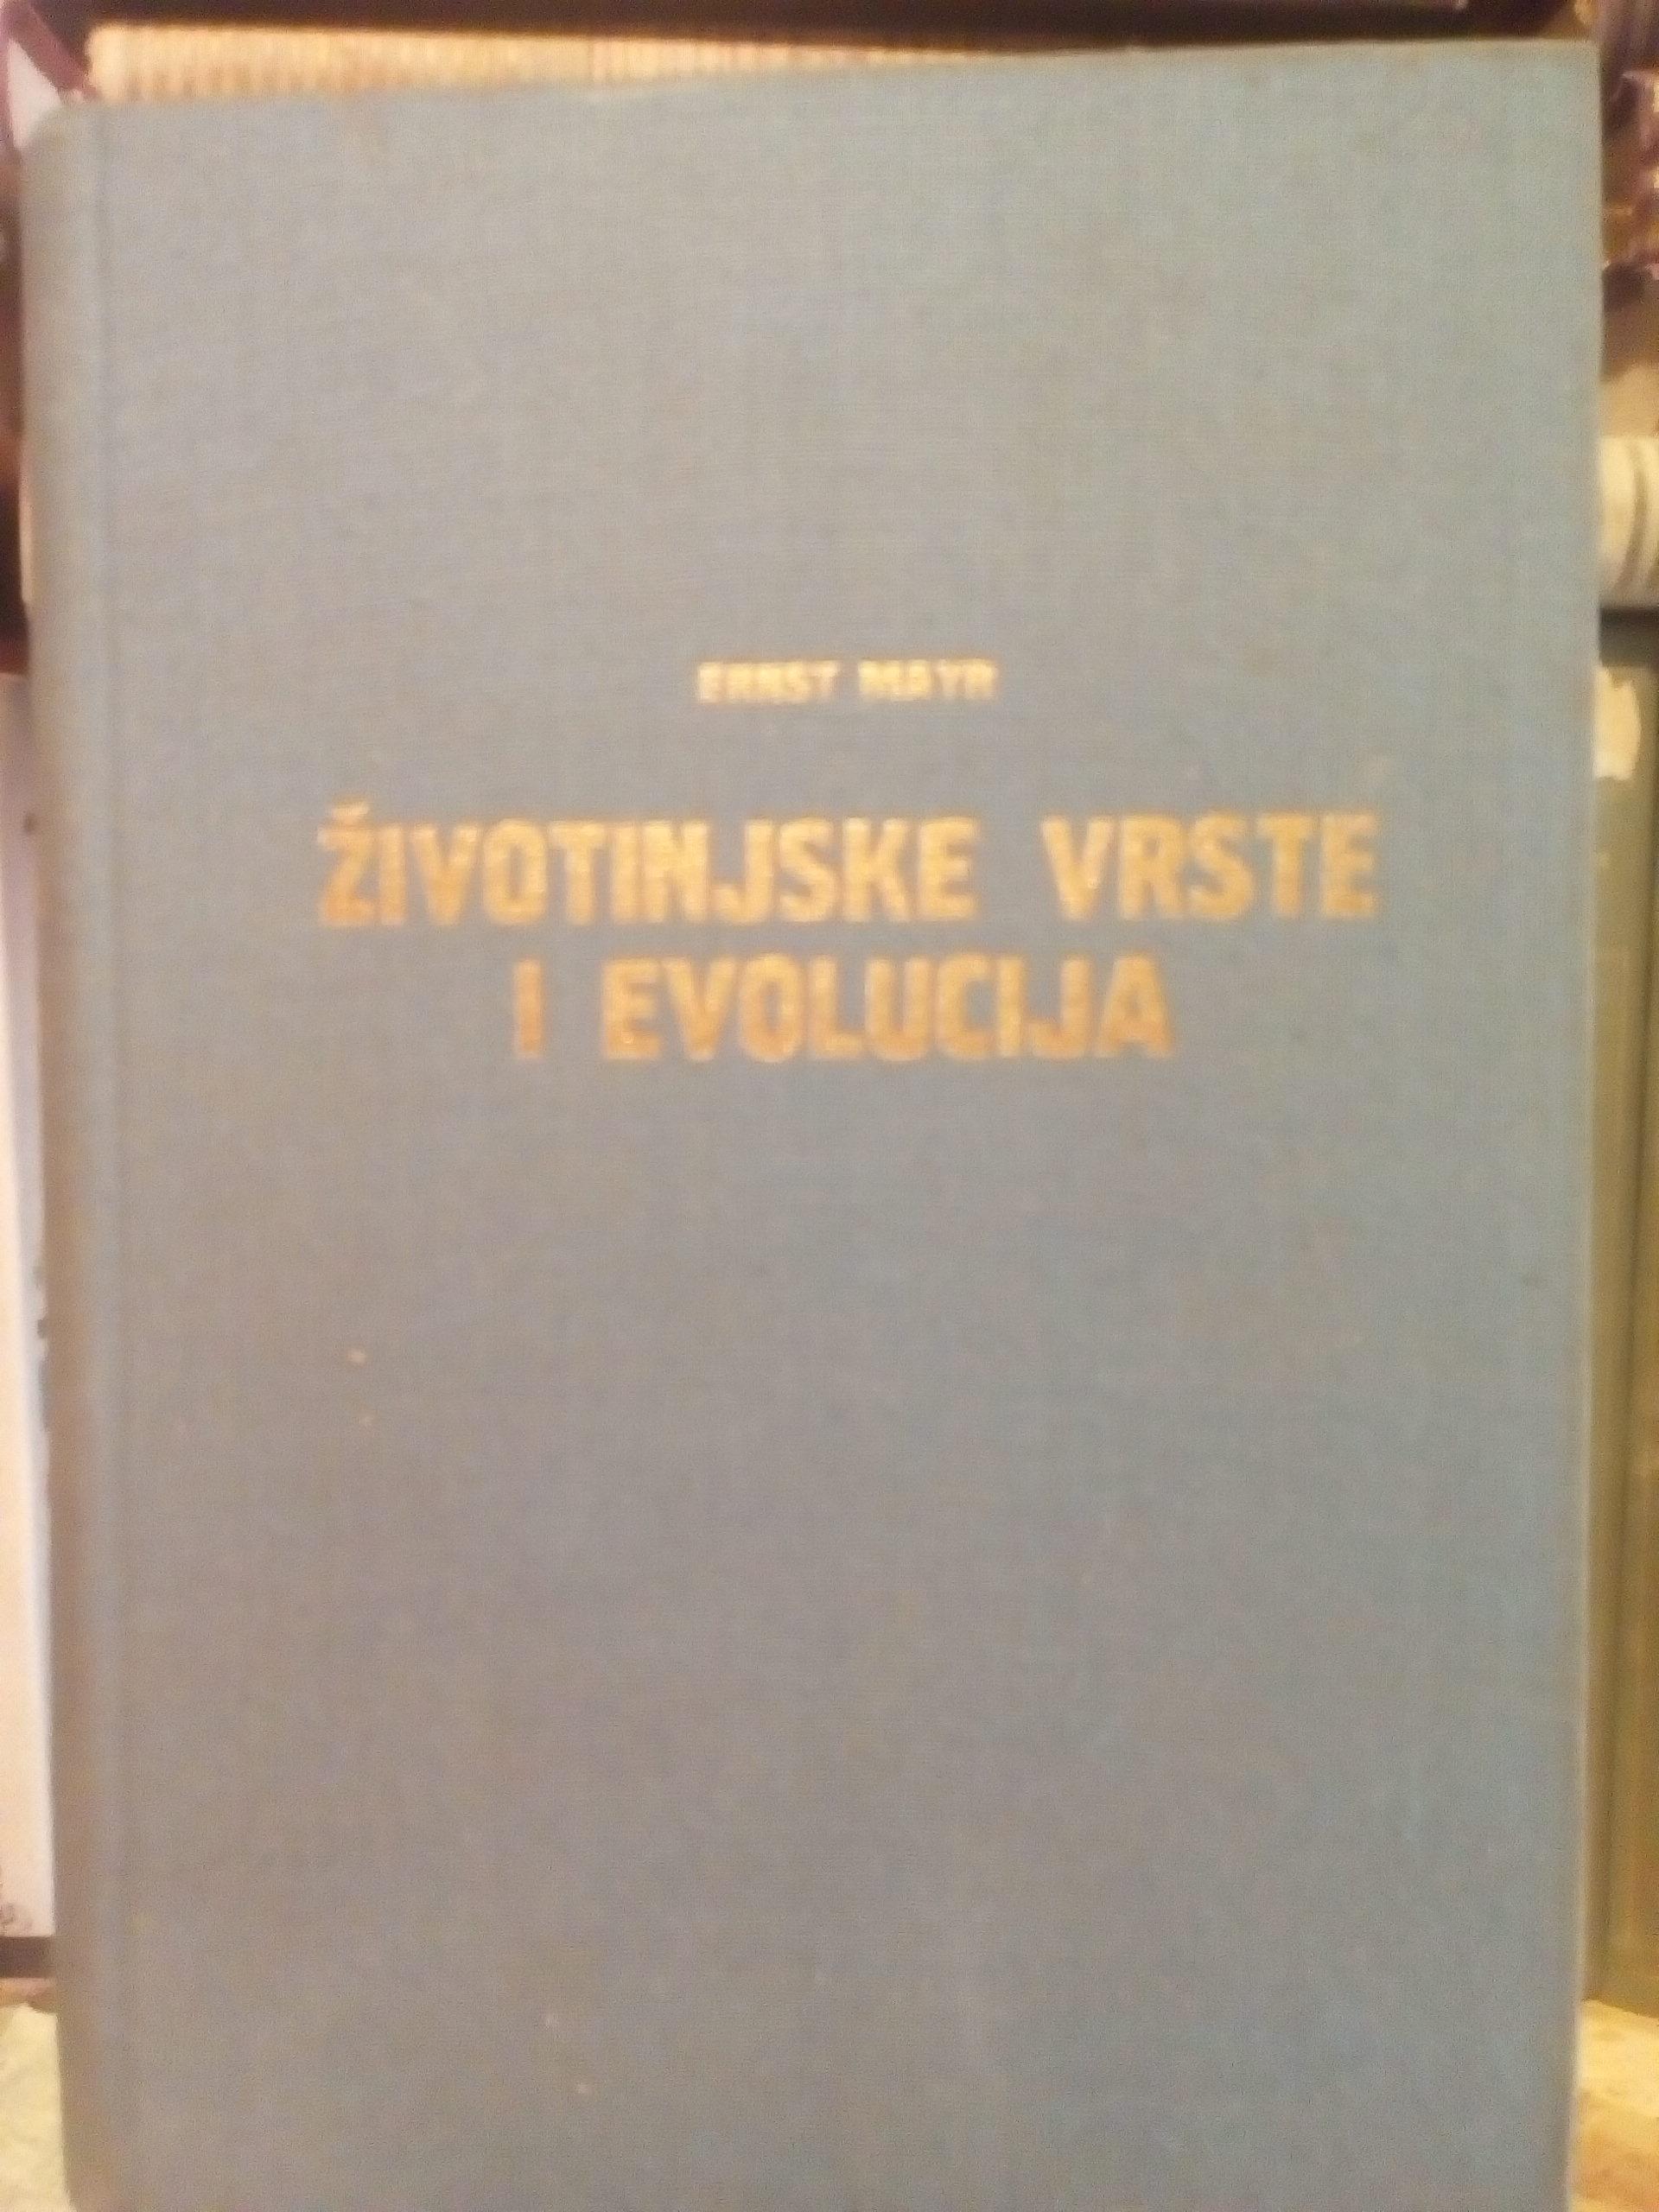 ERNST MAYR
ŽIVOTINJSKE VRSTE
I EVOLUCIJA